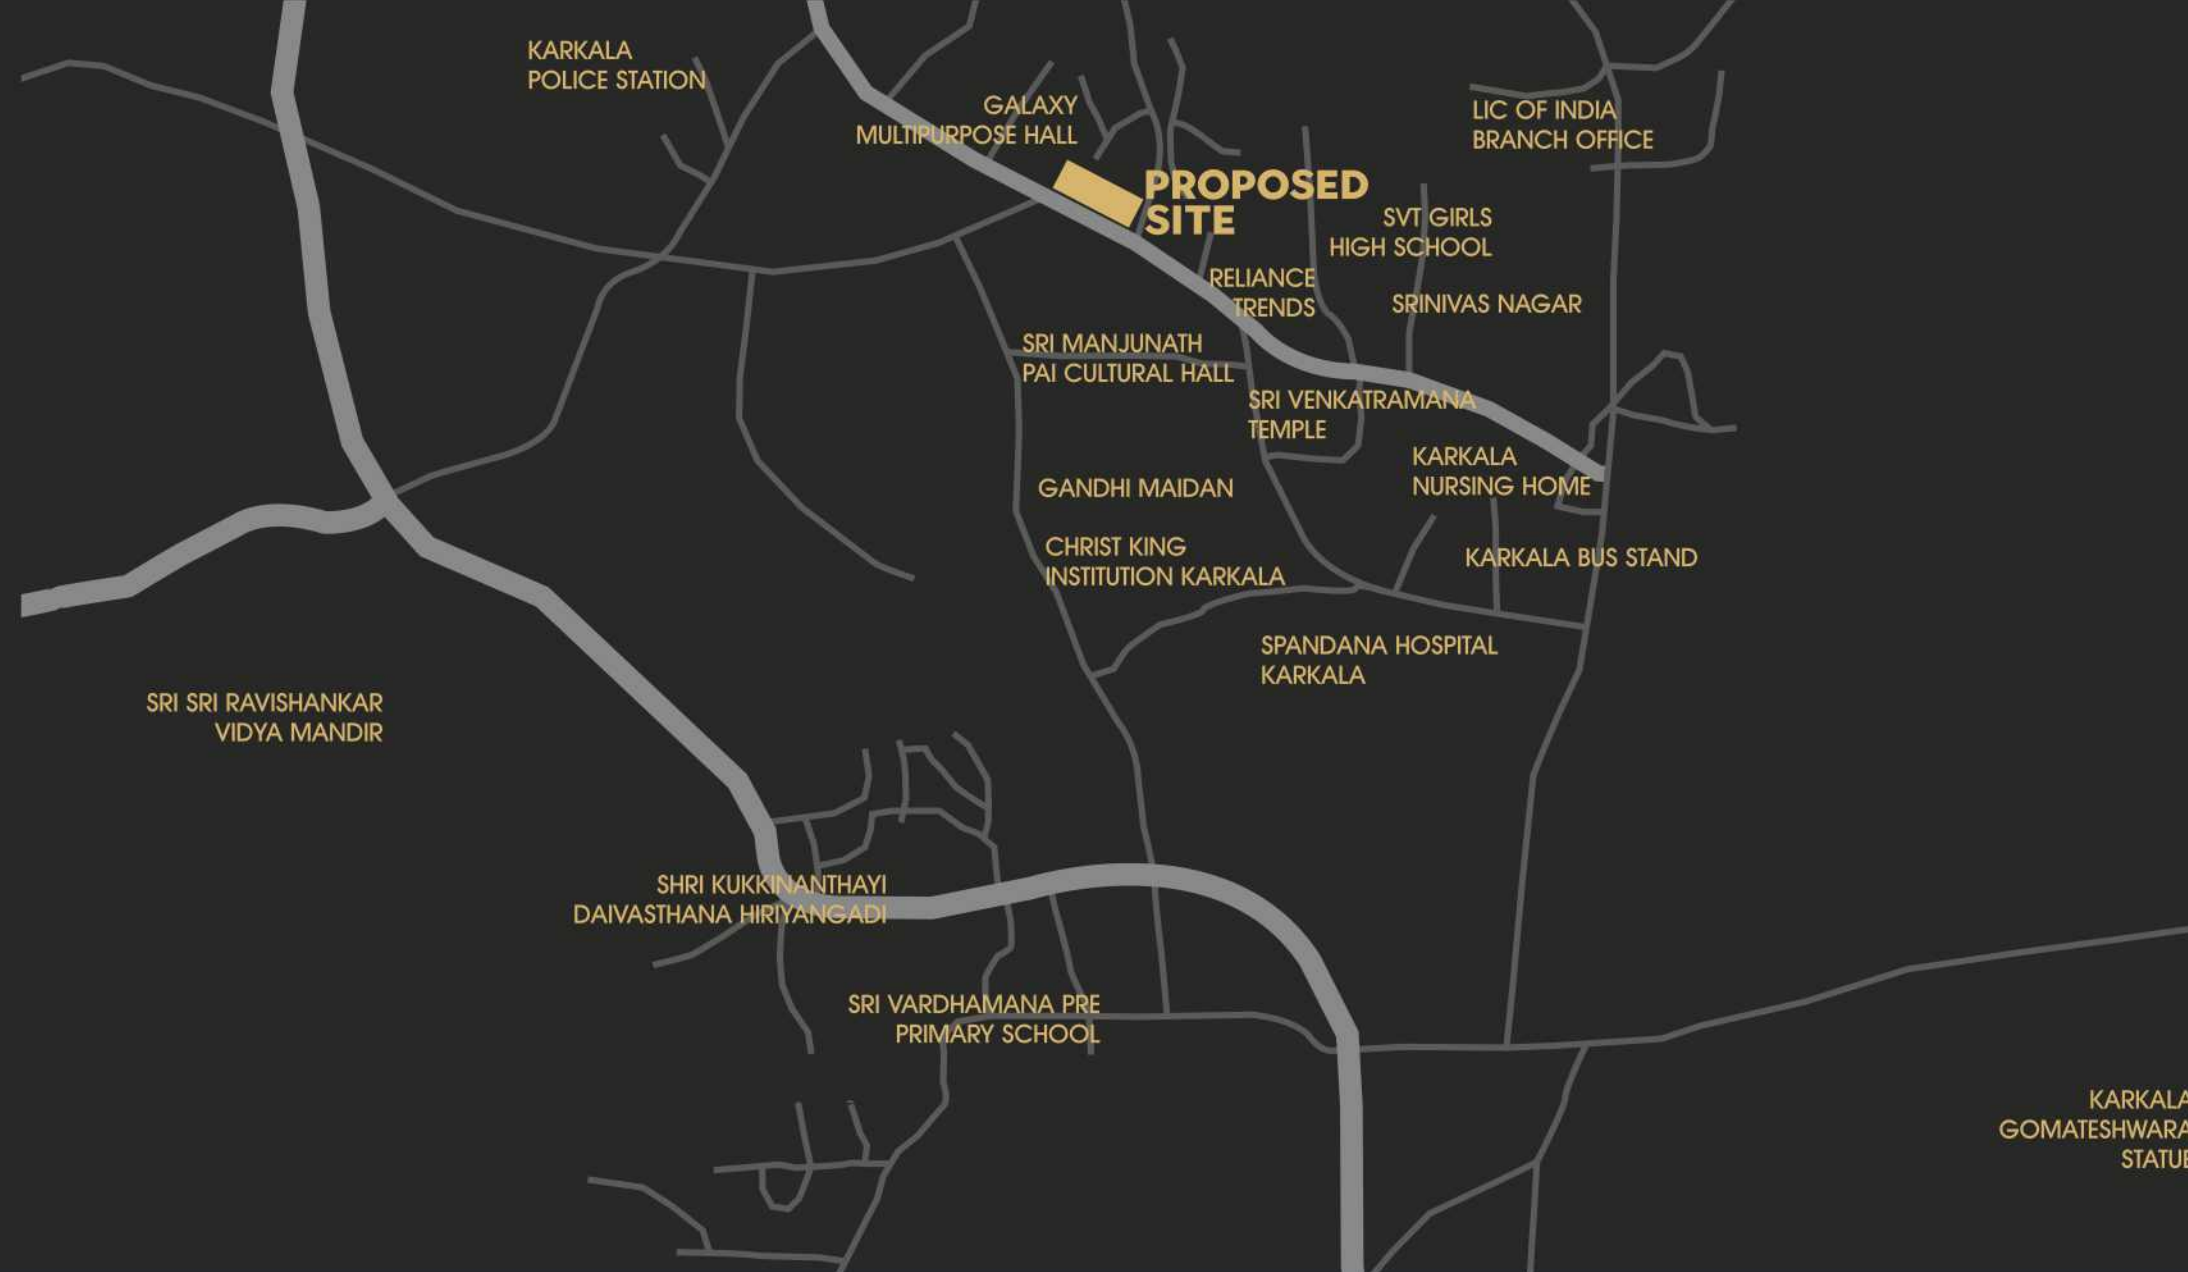 KARKALA
POLICE STATION
GALAXY
MULTIPURPOSE HALL
LIC OF INDIA
BRANCH OFFICE
PROPOSED
SITE
SVT GIRLS
HIGH SCHOOL
RELIANCE
TRENDS
SRINIVAS NAGAR
SRI MANJUNATH
PAI CULTURAL HALL
SRI VENKATRAMANA
TEMPLE
KARKALA
NURSING HOME
GANDHI MAIDAN
CHRIST KING
INSTITUTION KARKALA
KARKALA BUS STAND
SPANDANA HOSPITAL
KARKALA
SRI SRI RAVISHANKAR
VIDYA MANDIR
SHRI KUKKINANTHAYI
DAIVASTHANA HIRIYANGADI
SRI VARDHAMANA PRE
PRIMARY SCHOOL
KARKALA
GOMATESHWARA
STATUE